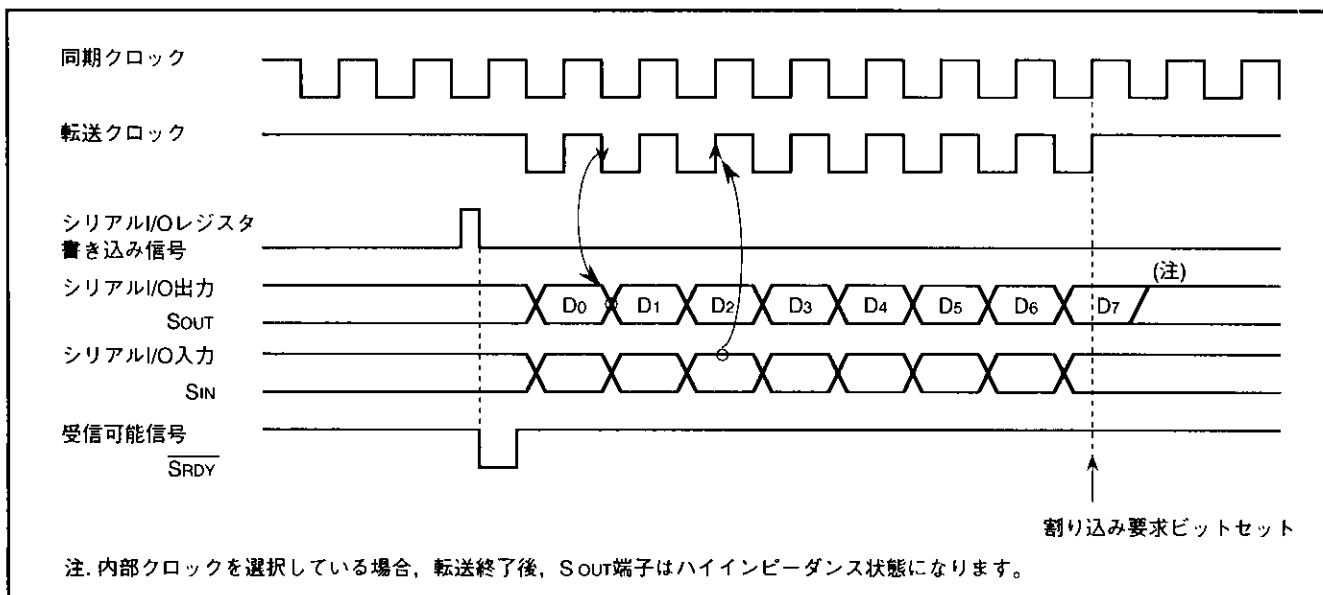 同期クロック
転送クロック
シリアルI/Oレジスタ
書き込み信号
シリアルI/O出力
SOUT
D0 D1 D2 D3 D4 D5 D6 D7
(注)
シリアルI/O入力
SIN
受信可能信号
SRDY
割り込み要求ビットセット
注. 内部クロックを選択している場合, 転送終了後, SOUT端子はハイインピーダンス状態になります。